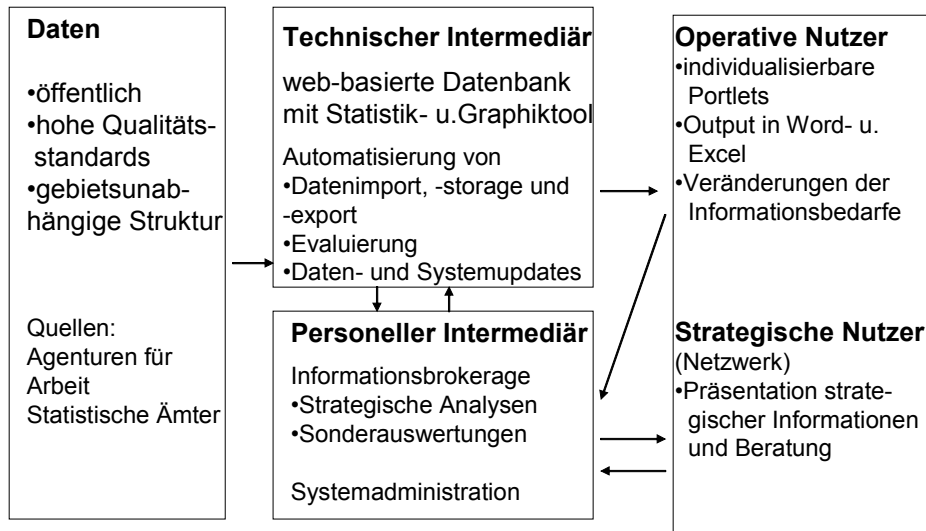 Daten
•öffentlich
•hohe Qualitäts-
standards
•gebietsunab-
hängige Struktur
Quellen:
Agenturen für
Arbeit
Statistische Ämter
Technischer Intermediär
web-basierte Datenbank
mit Statistik- u.Graphiktool
Automatisierung von
•Datenimport, -storage und
-export
•Evaluierung
•Daten- und Systemupdates
Personeller Intermediär
Informationsbrokerage
•Strategische Analysen
•Sonderauswertungen
Systemadministration
Operative Nutzer
•individualisierbare
Portlets
•Output in Word- u.
Excel
•Veränderungen der
Informationsbedarfe
Strategische Nutzer
(Netzwerk)
•Präsentation strate-
gischer Informationen
und Beratung